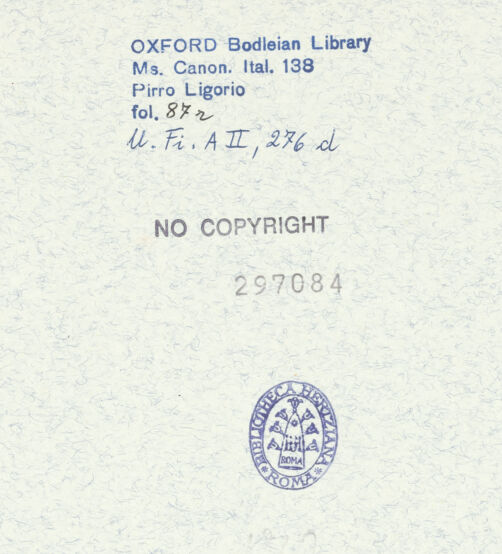 OXFORD Bodleian Library
Ms. Canon. Ital. 138
Pirro Ligorio
fol. 87 r
U. Fi. A II, 276 d
NO COPYRIGHT
297084
BIBLIOTHECA HERTZIANA
ROMA
* ROMA *